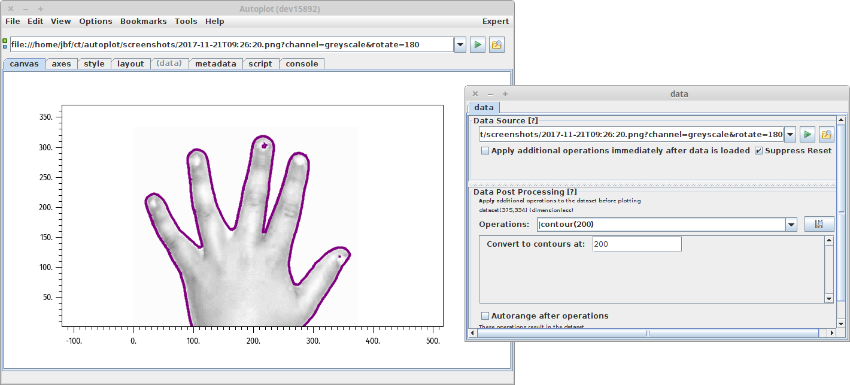 Autoplot (dev15892)
File Edit View Options Bookmarks Tools Help Expert
file:///home/jbf/ct/autoplot/screenshots/2017-11-21T09:26:20.png?channel=greyscale&rotate=180
canvas axes style layout (data) metadata script console
350.
300.
250.
200.
150.
100.
50.
-100. 0. 100. 200. 300. 400. 500.
data
data
Data Source [?]
t/screenshots/2017-11-21T09:26:20.png?channel=greyscale&rotate=180
Apply additional operations immediately after data is loaded Suppress Reset
Data Post Processing [?]
Apply additional operations to the dataset before plotting
dataset[375,334] (dimensionless)
Operations: |contour(200)
Convert to contours at: 200
Autorange after operations
These operations result in the dataset